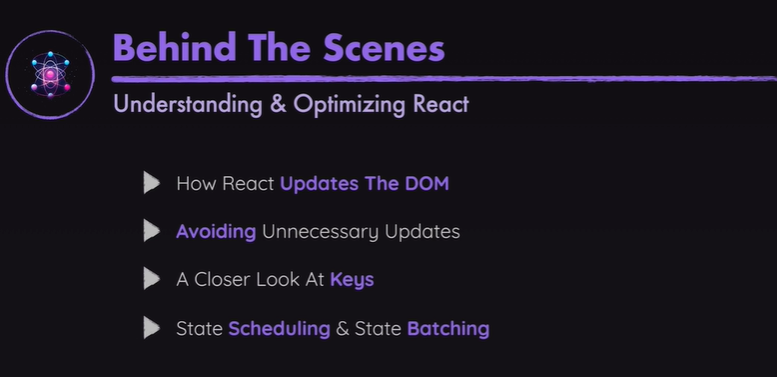 Behind The Scenes
Understanding & Optimizing React
How React Updates The DOM
Avoiding Unnecessary Updates
A Closer Look At Keys
State Scheduling & State Batching